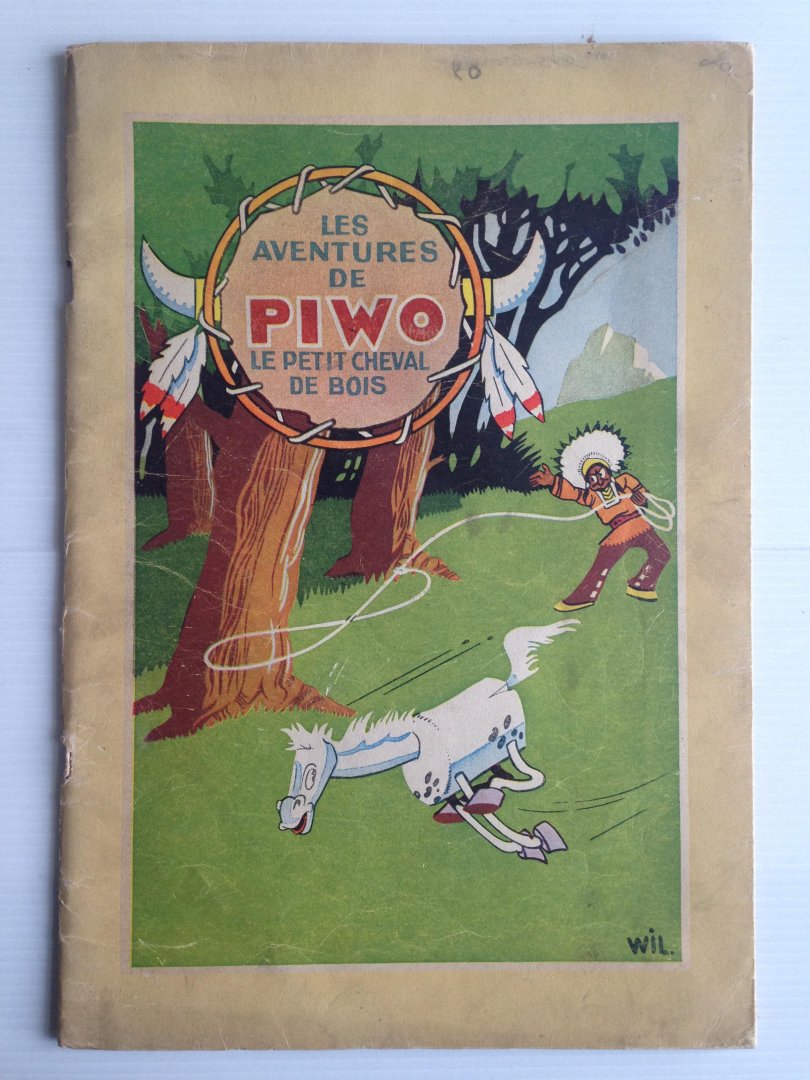 LES
AVENTURES
DE
PIWO
LE PETIT CHEVAL
DE BOIS
WiL.